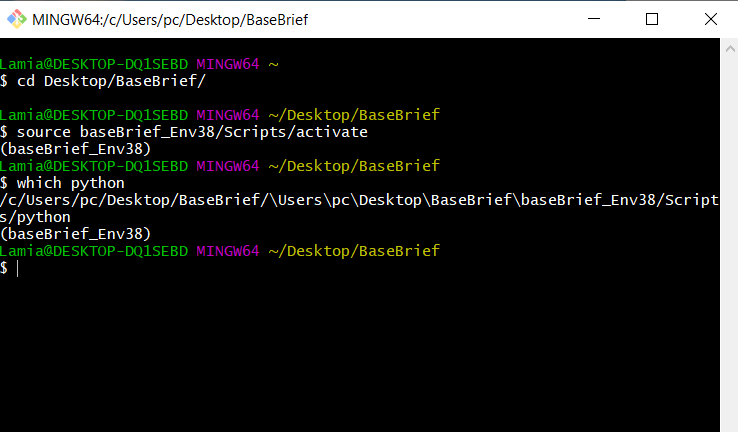 MINGW64:/c/Users/pc/Desktop/BaseBrief
Lamia@DESKTOP-DQ1SEBD MINGW64 ~
$ cd Desktop/BaseBrief/
Lamia@DESKTOP-DQ1SEBD MINGW64 ~/Desktop/BaseBrief
$ source baseBrief_Env38/Scripts/activate
(baseBrief_Env38)
Lamia@DESKTOP-DQ1SEBD MINGW64 ~/Desktop/BaseBrief
$ which python
/c/Users/pc/Desktop/BaseBrief/\Users\pc\Desktop\BaseBrief\baseBrief_Env38/Script
s/python
(baseBrief_Env38)
Lamia@DESKTOP-DQ1SEBD MINGW64 ~/Desktop/BaseBrief
$